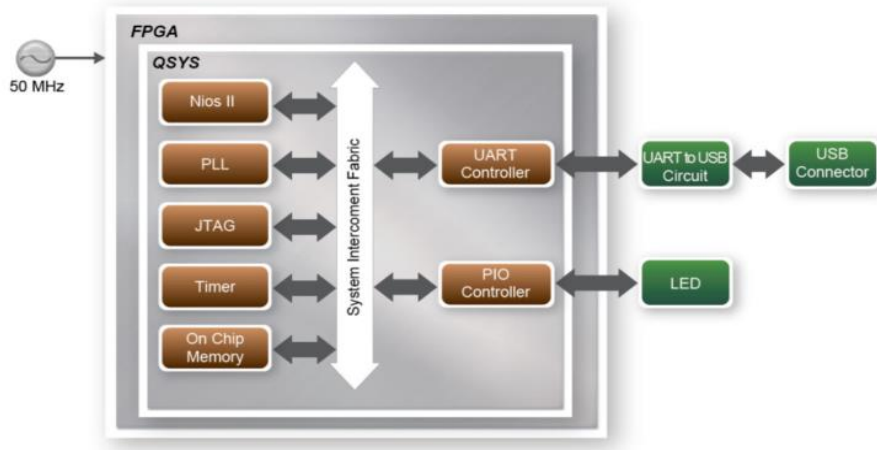 FPGA
QSYS
50 MHz
Nios II
PLL
JTAG
Timer
On Chip
Memory
System Intercoment Fabric
UART
Controller
PIO
Controller
UART to USB
Circuit
USB
Connector
LED